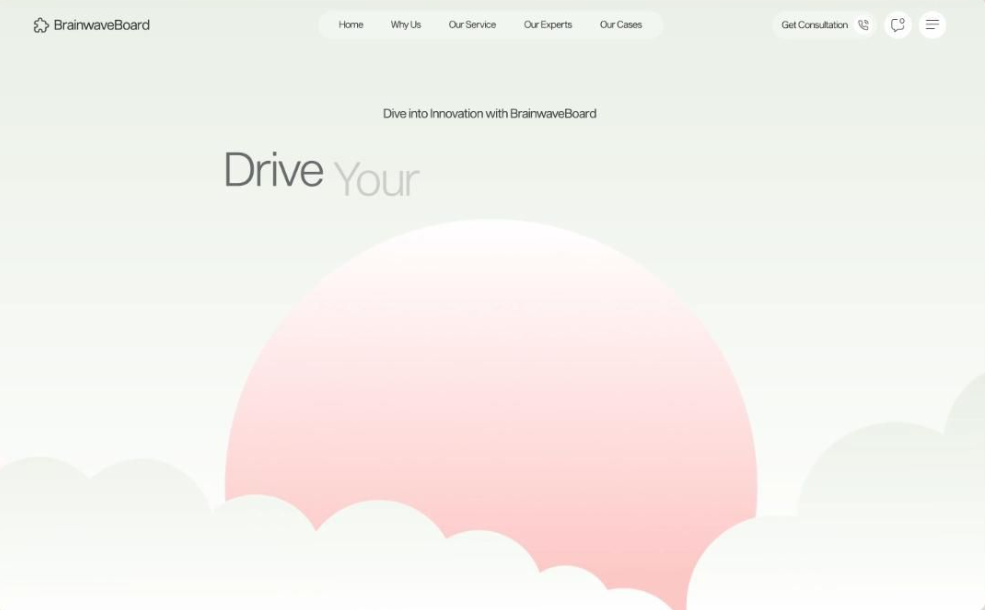 BrainwaveBoard
Home Why Us Our Service Our Experts Our Cases
Get Consultation
Dive into Innovation with BrainwaveBoard
Drive Your